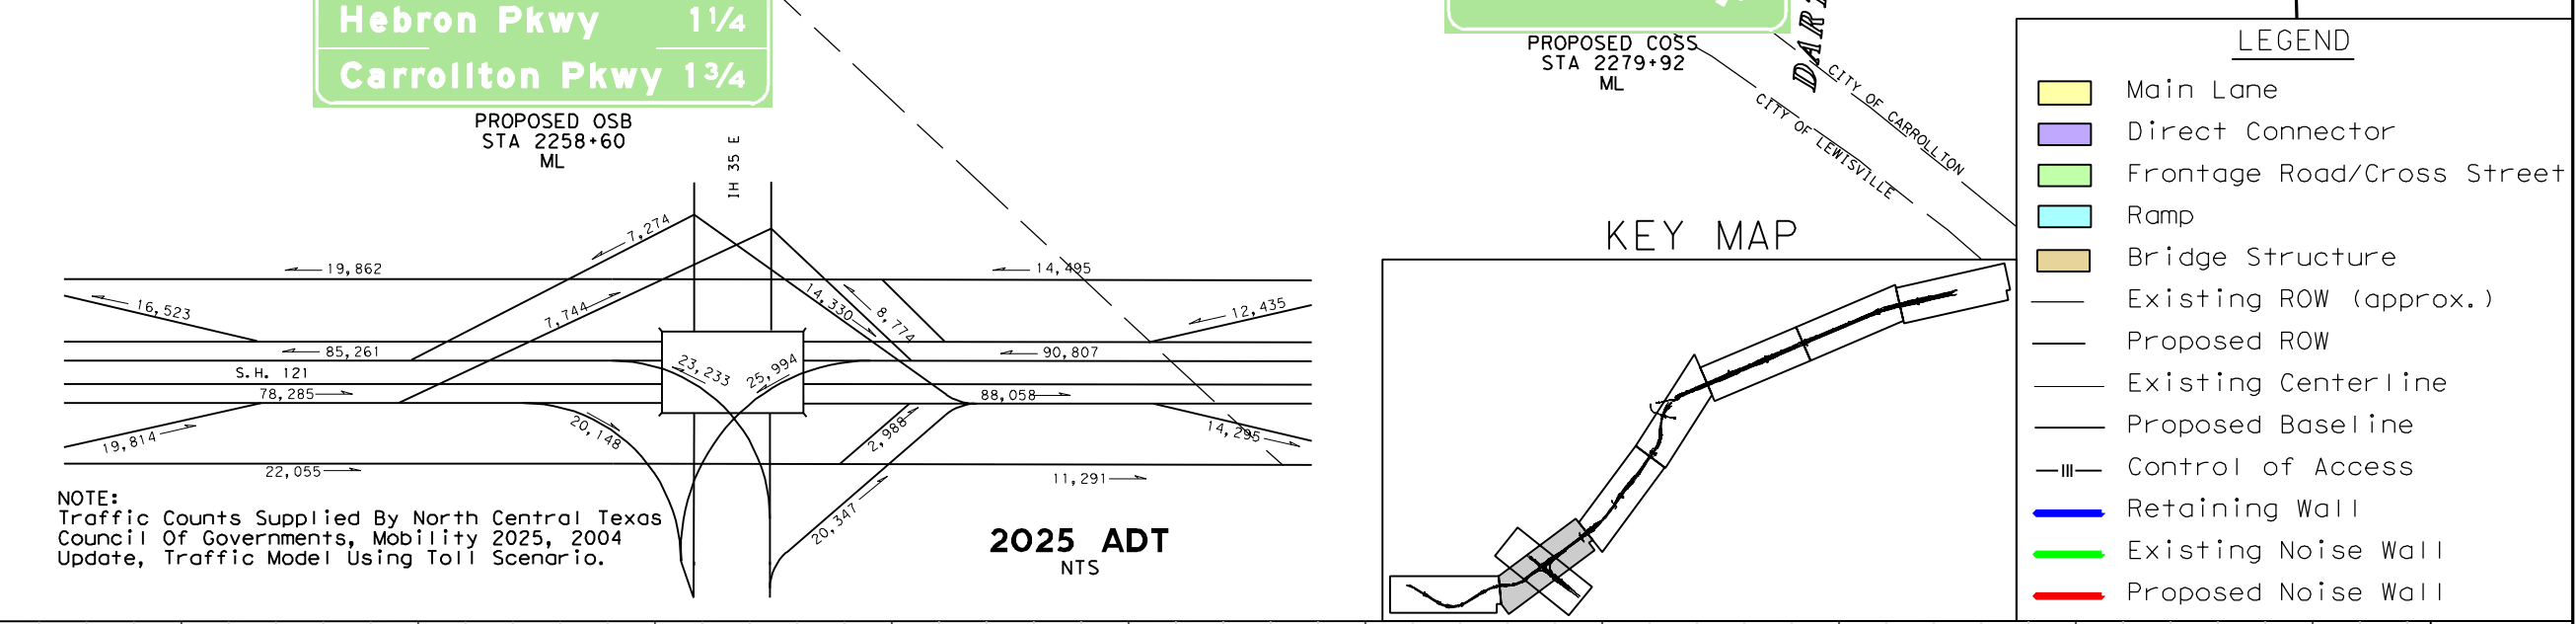 Hebron Pkwy 1¼
Carrollton Pkwy 1¾
PROPOSED OSB
STA 2258+60
ML
PROPOSED COSS
STA 2279+92
ML
CITY OF CARROLLTON
CITY OF LEWISVILLE
IH 35 E
7,274
19,862
14,495
16,523
7,744
14,330
8,774
12,435
85,261
90,807
S.H. 121
23,233
25,994
78,285
88,058
19,814
20,148
2,988
14,295
22,055
11,291
20,347
NOTE:
Traffic Counts Supplied By North Central Texas
Council Of Governments, Mobility 2025, 2004
Update, Traffic Model Using Toll Scenario.
2025 ADT
NTS
KEY MAP
LEGEND
Main Lane
Direct Connector
Frontage Road/Cross Street
Ramp
Bridge Structure
Existing ROW (approx.)
Proposed ROW
Existing Centerline
Proposed Baseline
Control of Access
Retaining Wall
Existing Noise Wall
Proposed Noise Wall